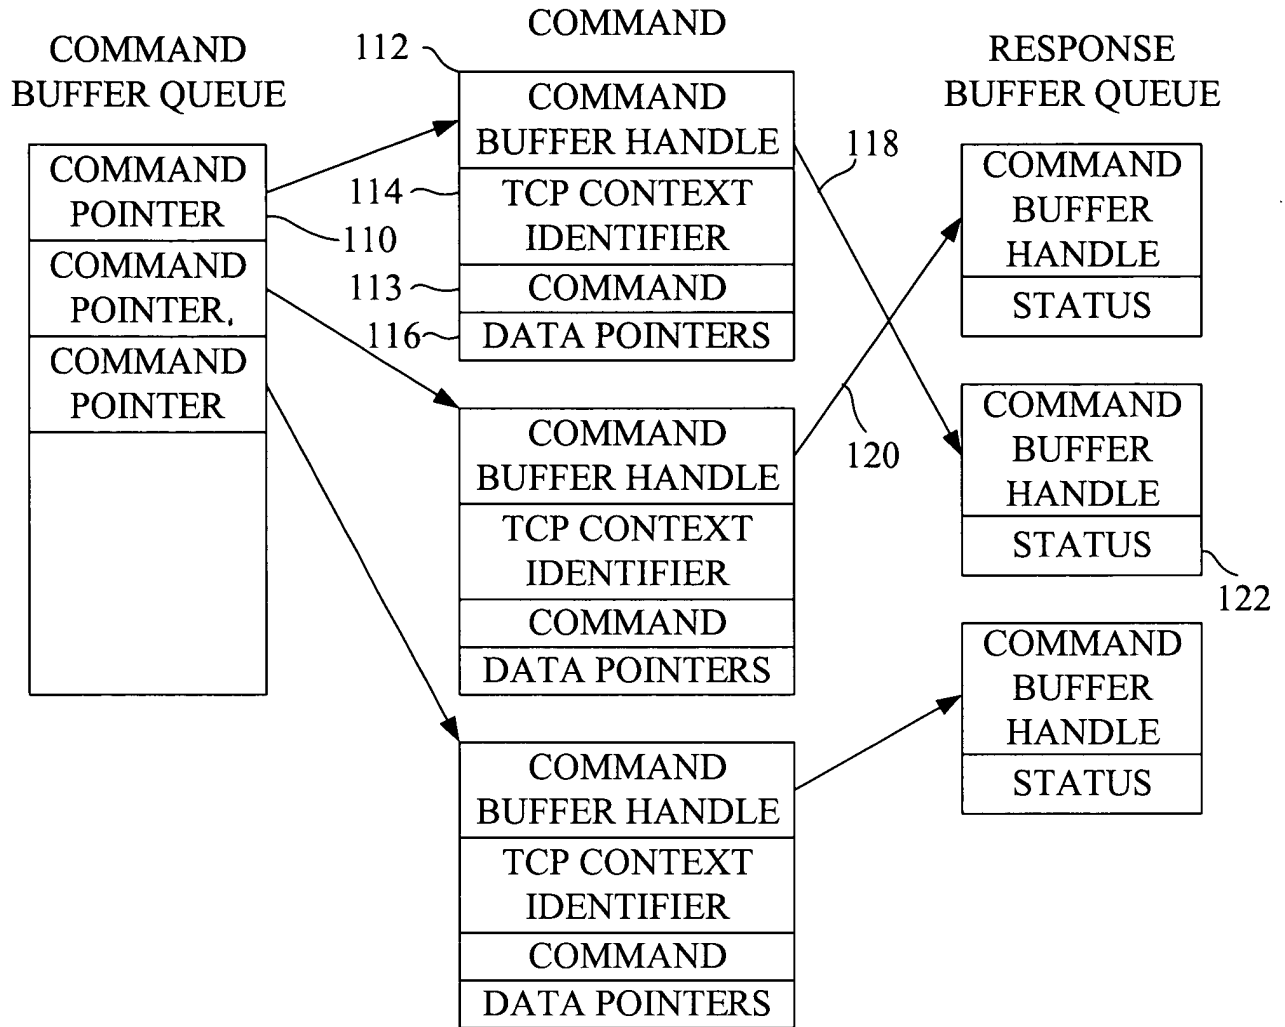 COMMAND
BUFFER QUEUE
COMMAND
POINTER
110
COMMAND
POINTER
COMMAND
POINTER
COMMAND
112
COMMAND
BUFFER HANDLE
114
TCP CONTEXT
IDENTIFIER
113
COMMAND
116
DATA POINTERS
COMMAND
BUFFER HANDLE
TCP CONTEXT
IDENTIFIER
COMMAND
DATA POINTERS
COMMAND
BUFFER HANDLE
TCP CONTEXT
IDENTIFIER
COMMAND
DATA POINTERS
118
120
RESPONSE
BUFFER QUEUE
COMMAND
BUFFER
HANDLE
STATUS
COMMAND
BUFFER
HANDLE
STATUS
122
COMMAND
BUFFER
HANDLE
STATUS